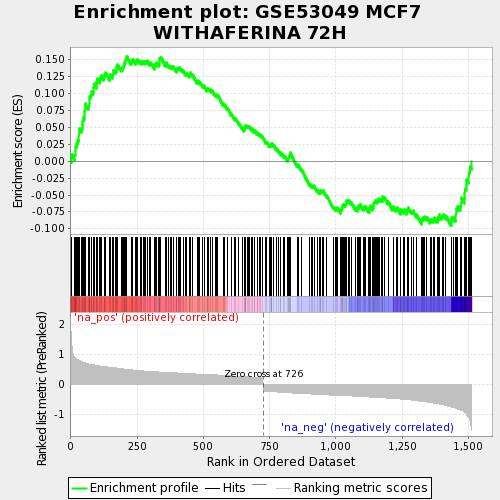 Enrichment plot: GSE53049 MCF7
WITHAFERINA 72H
Enrichment score (ES)
0.150
0.125
0.100
0.075
0.050
0.025
0.000
-0.025
-0.050
-0.075
-0.100
'na_pos' (positively correlated)
Ranked list metric (PreRanked)
2
1
0
-1
Zero cross at 726
'na_neg' (negatively correlated)
0
250
500
750
1,000
1,250
1,500
Rank in Ordered Dataset
Enrichment profile
Hits
Ranking metric scores